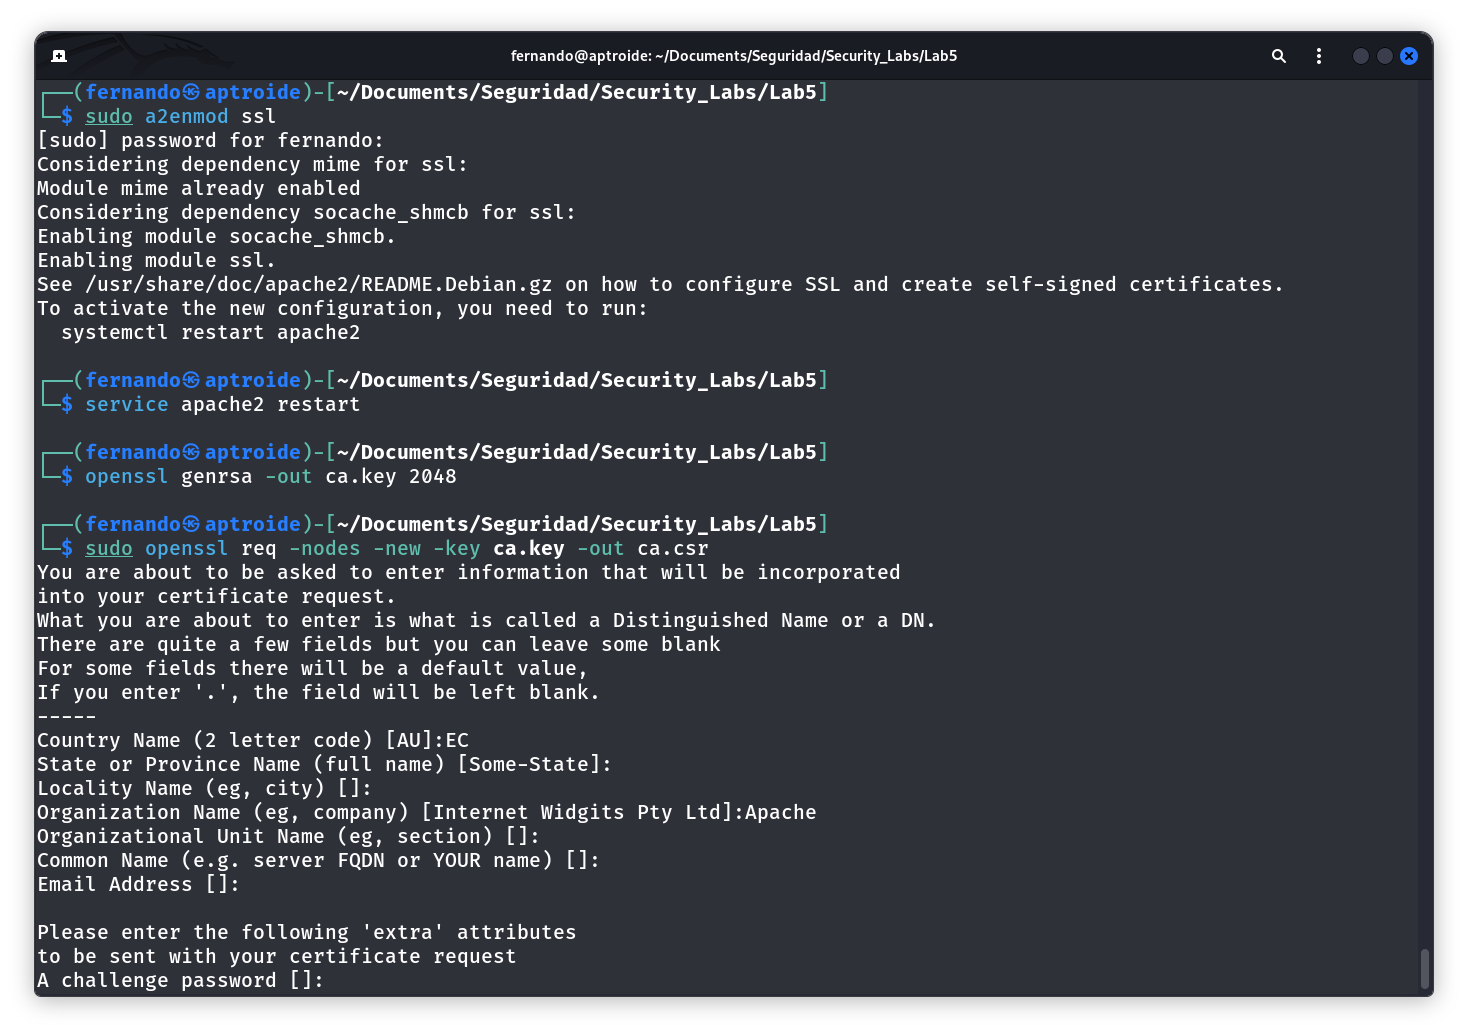 fernando@aptroide: ~/Documents/Seguridad/Security_Labs/Lab5
┌──(fernando㉿aptroide)-[~/Documents/Seguridad/Security_Labs/Lab5]
└─$ sudo a2enmod ssl
[sudo] password for fernando:
Considering dependency mime for ssl:
Module mime already enabled
Considering dependency socache_shmcb for ssl:
Enabling module socache_shmcb.
Enabling module ssl.
See /usr/share/doc/apache2/README.Debian.gz on how to configure SSL and create self-signed certificates.
To activate the new configuration, you need to run:
  systemctl restart apache2
┌──(fernando㉿aptroide)-[~/Documents/Seguridad/Security_Labs/Lab5]
└─$ service apache2 restart
┌──(fernando㉿aptroide)-[~/Documents/Seguridad/Security_Labs/Lab5]
└─$ openssl genrsa -out ca.key 2048
┌──(fernando㉿aptroide)-[~/Documents/Seguridad/Security_Labs/Lab5]
└─$ sudo openssl req -nodes -new -key ca.key -out ca.csr
You are about to be asked to enter information that will be incorporated
into your certificate request.
What you are about to enter is what is called a Distinguished Name or a DN.
There are quite a few fields but you can leave some blank
For some fields there will be a default value,
If you enter '.', the field will be left blank.
-----
Country Name (2 letter code) [AU]:EC
State or Province Name (full name) [Some-State]:
Locality Name (eg, city) []:
Organization Name (eg, company) [Internet Widgits Pty Ltd]:Apache
Organizational Unit Name (eg, section) []:
Common Name (e.g. server FQDN or YOUR name) []:
Email Address []:
Please enter the following 'extra' attributes
to be sent with your certificate request
A challenge password []: